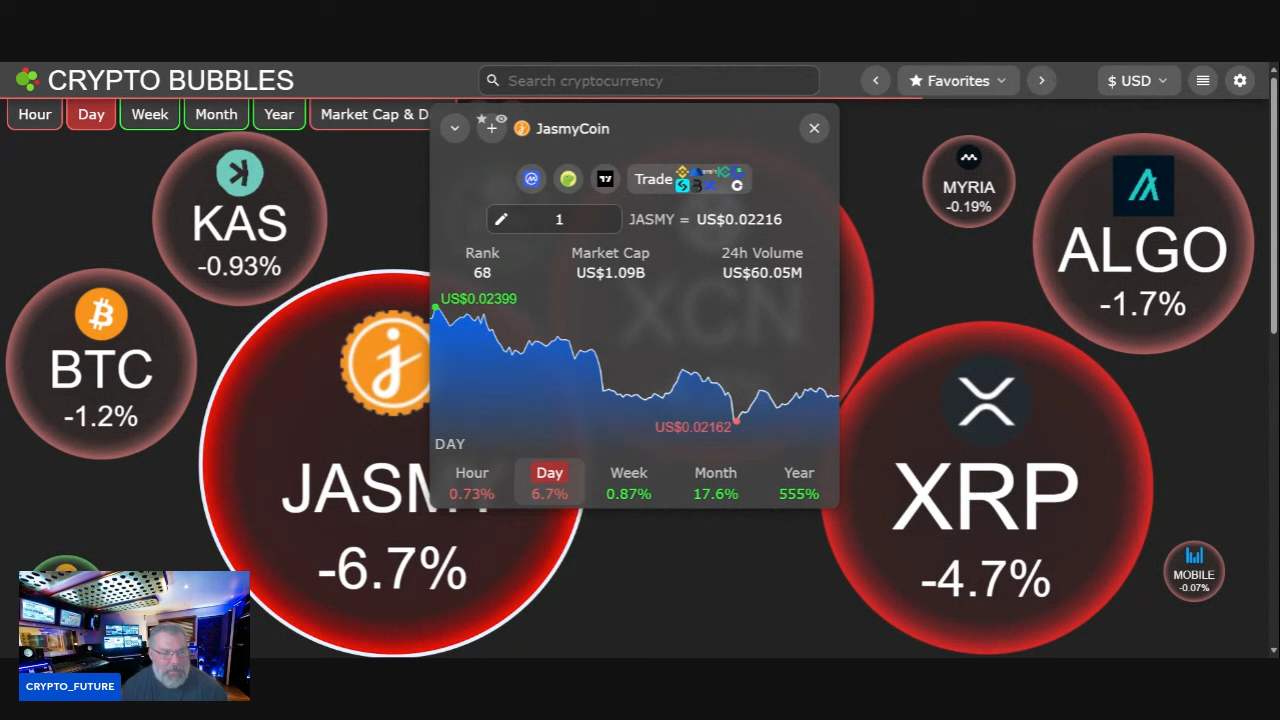 CRYPTO BUBBLES
Search cryptocurrency
Favorites
$ USD
Hour
Day
Week
Month
Year
Market Cap & D
KAS
-0.93%
BTC
-1.2%
JASM
-6.7%
JasmyCoin
Trade
1
JASMY = US$0.02216
Rank
Market Cap
24h Volume
68
US$1.09B
US$60.05M
US$0.02399
US$0.02162
DAY
Hour
Day
Week
Month
Year
0.73%
6.7%
0.87%
17.6%
555%
XCN
MYRIA
-0.19%
ALGO
-1.7%
XRP
-4.7%
MOBILE
-0.07%
CRYPTO_FUTURE